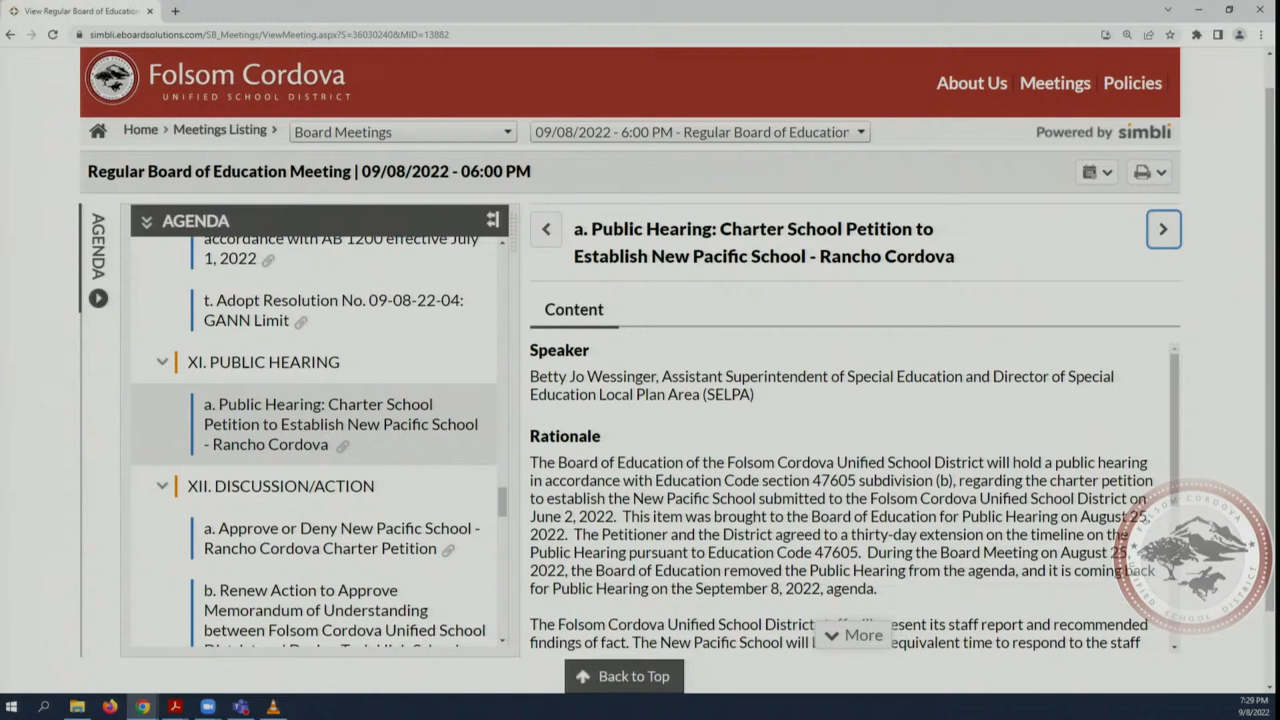 View Regular Board of Education
simbli.eboardsolutions.com/SB_Meetings/ViewMeeting.aspx?S=36030240&MID=13882
Folsom Cordova
UNIFIED SCHOOL DISTRICT
About Us Meetings Policies
Home > Meetings Listing > Board Meetings 09/08/2022 - 6:00 PM - Regular Board of Education Powered by simbli
Regular Board of Education Meeting | 09/08/2022 - 06:00 PM
AGENDA
AGENDA
accordance with AB 1200 effective July
1, 2022
t. Adopt Resolution No. 09-08-22-04:
GANN Limit
XI. PUBLIC HEARING
a. Public Hearing: Charter School
Petition to Establish New Pacific School
- Rancho Cordova
XII. DISCUSSION/ACTION
a. Approve or Deny New Pacific School -
Rancho Cordova Charter Petition
b. Renew Action to Approve
Memorandum of Understanding
between Folsom Cordova Unified School
a. Public Hearing: Charter School Petition to
Establish New Pacific School - Rancho Cordova
Content
Speaker
Betty Jo Wessinger, Assistant Superintendent of Special Education and Director of Special
Education Local Plan Area (SELPA)
Rationale
The Board of Education of the Folsom Cordova Unified School District will hold a public hearing
in accordance with Education Code section 47605 subdivision (b), regarding the charter petition
to establish the New Pacific School submitted to the Folsom Cordova Unified School District on
June 2, 2022. This item was brought to the Board of Education for Public Hearing on August 25,
2022. The Petitioner and the District agreed to a thirty-day extension on the timeline on the
Public Hearing pursuant to Education Code 47605. During the Board Meeting on August 25,
2022, the Board of Education removed the Public Hearing from the agenda, and it is coming back
for Public Hearing on the September 8, 2022, agenda.
The Folsom Cordova Unified School District present its staff report and recommended
findings of fact. The New Pacific School will equivalent time to respond to the staff
More
Back to Top
FOLSOM CORDOVA
UNIFIED SCHOOL DISTRICT
7:29 PM
9/8/2022